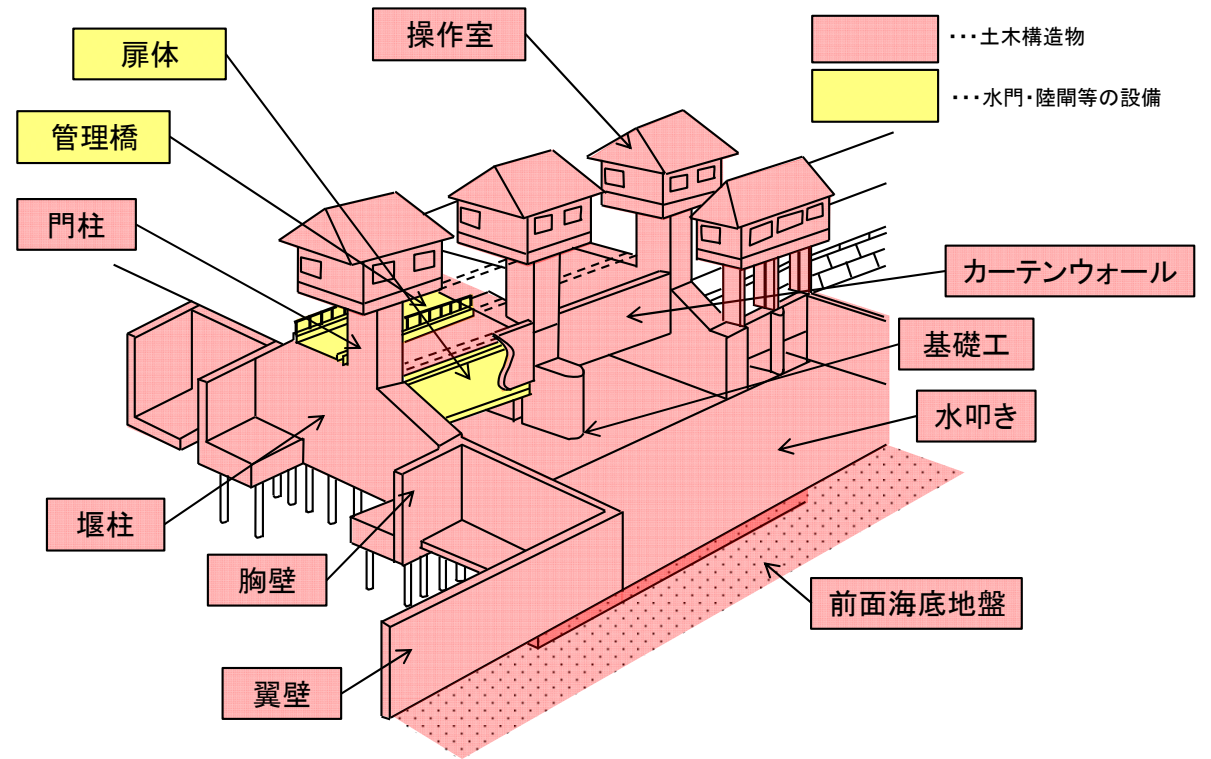 扉体
操作室
・・・土木構造物
・・・水門・陸閘等の設備
管理橋
門柱
カーテンウォール
基礎工
水叩き
堰柱
胸壁
前面海底地盤
翼壁